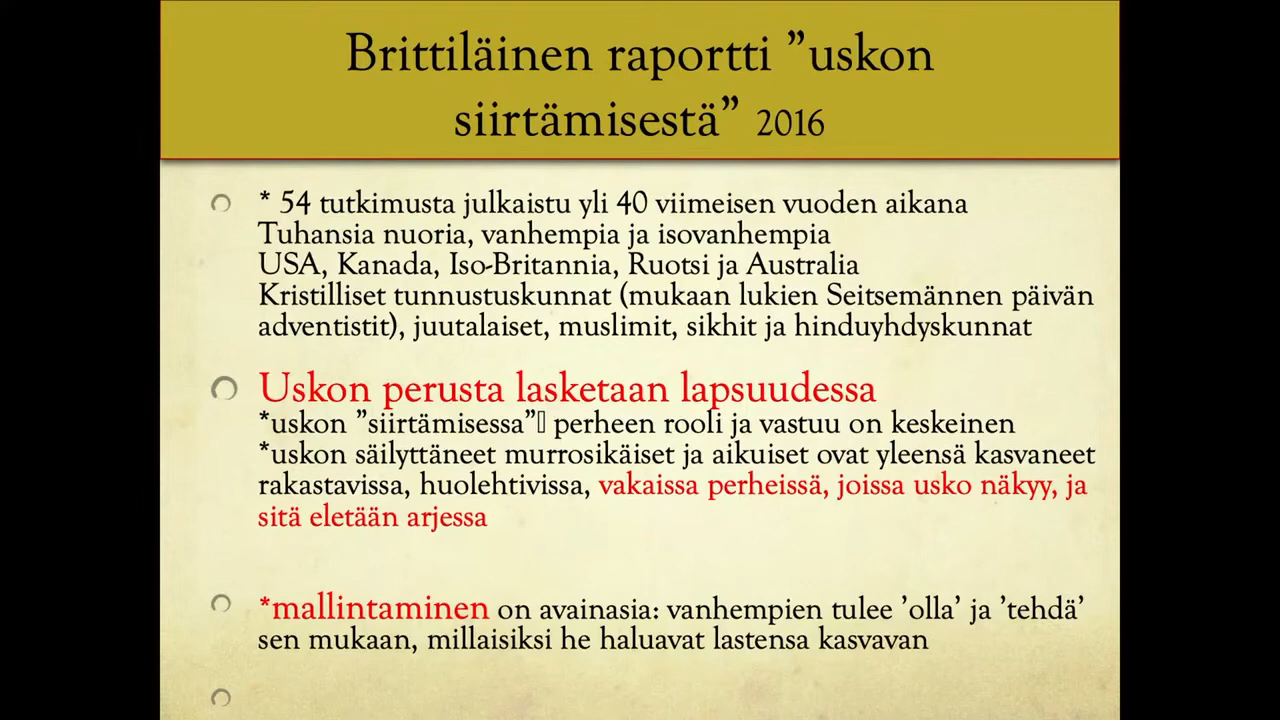 Brittiläinen raportti ”uskon
siirtämisestä” 2016
* 54 tutkimusta julkaistu yli 40 viimeisen vuoden aikana
Tuhansia nuoria, vanhempia ja isovanhempia
USA, Kanada, Iso-Britannia, Ruotsi ja Australia
Kristilliset tunnustuskunnat (mukaan lukien Seitsemännen päivän
adventistit), juutalaiset, muslimit, sikhit ja hinduyhdyskunnat
Uskon perusta lasketaan lapsuudessa
*uskon ”siirtämisessa” perheen rooli ja vastuu on keskeinen
*uskon säilyttäneet murrosikäiset ja aikuiset ovat yleensä kasvaneet
rakastavissa, huolehtivissa, vakaissa perheissä, joissa usko näkyy, ja
sitä eletään arjessa
*mallintaminen on avainasia: vanhempien tulee ’olla’ ja ’tehdä’
sen mukaan, millaisiksi he haluavat lastensa kasvavan